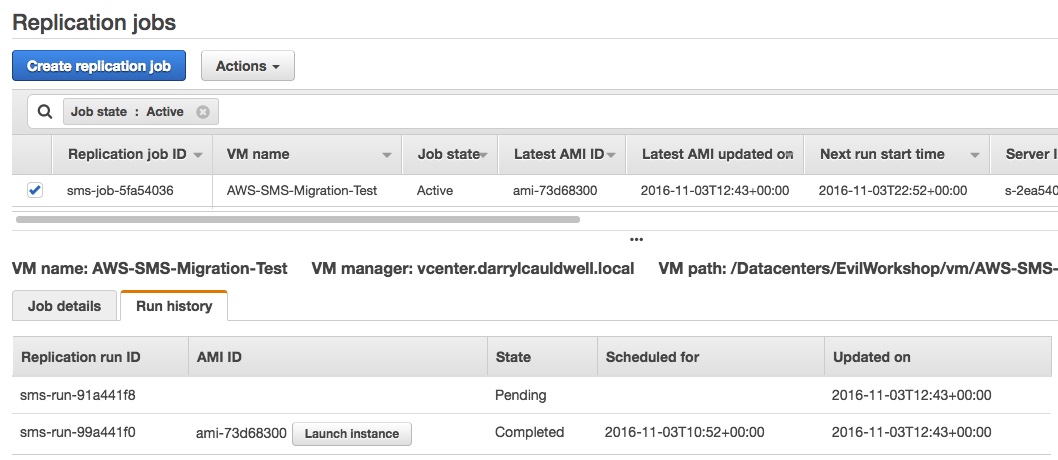 Replication jobs
Create replication job Actions
Job state : Active
Replication job ID VM name Job state Latest AMI ID Latest AMI updated on Next run start time Server I
sms-job-5fa54036 AWS-SMS-Migration-Test Active ami-73d68300 2016-11-03T12:43+00:00 2016-11-03T22:52+00:00 s-2ea540
VM name: AWS-SMS-Migration-Test VM manager: vcenter.darrylcauldwell.local VM path: /Datacenters/EvilWorkshop/vm/AWS-SMS-
Job details Run history
Replication run ID AMI ID State Scheduled for Updated on
sms-run-91a441f8 Pending 2016-11-03T12:43+00:00
sms-run-99a441f0 ami-73d68300 Launch instance Completed 2016-11-03T10:52+00:00 2016-11-03T12:43+00:00